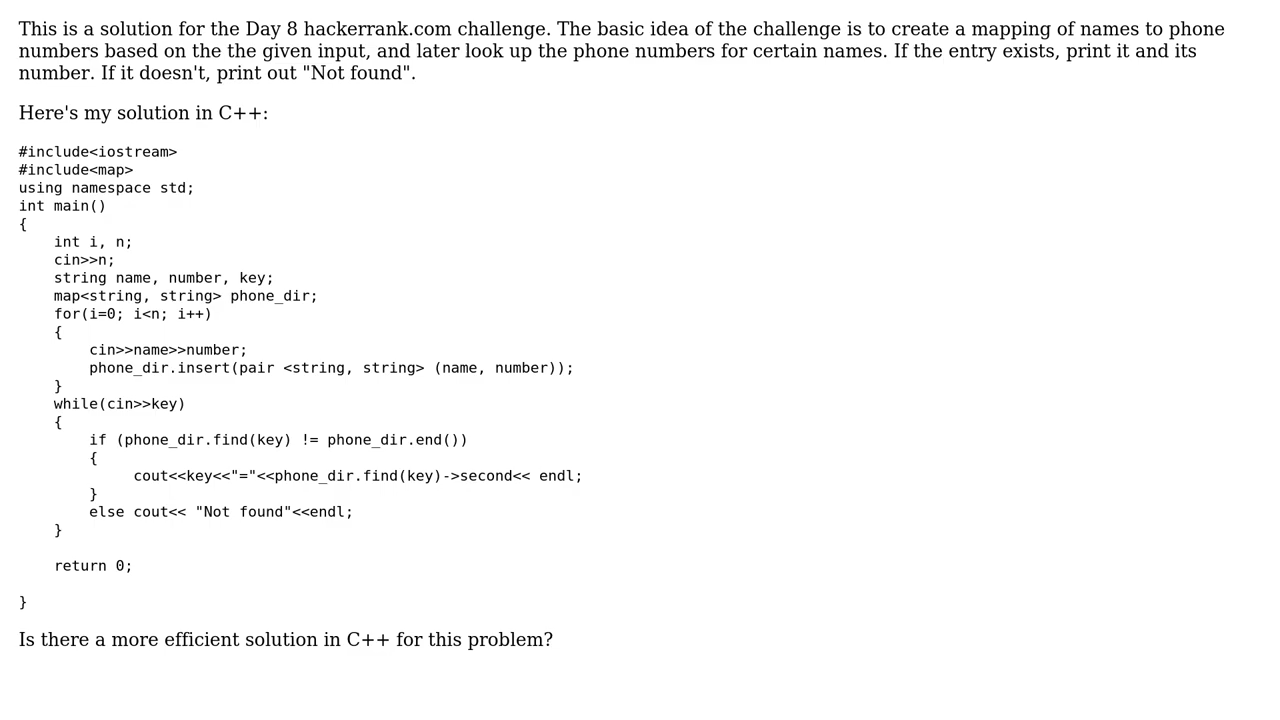 This is a solution for the Day 8 hackerrank.com challenge. The basic idea of the challenge is to create a mapping of names to phone
numbers based on the the given input, and later look up the phone numbers for certain names. If the entry exists, print it and its
number. If it doesn't, print out "Not found".
Here's my solution in C++:
#include<iostream>
#include<map>
using namespace std;
int main()
{
    int i, n;
    cin>>n;
    string name, number, key;
    map<string, string> phone_dir;
    for(i=0; i<n; i++)
    {
        cin>>name>>number;
        phone_dir.insert(pair <string, string> (name, number));
    }
    while(cin>>key)
    {
        if (phone_dir.find(key) != phone_dir.end())
        {
             cout<<key<<"="<<phone_dir.find(key)->second<< endl;
        }
        else cout<< "Not found"<<endl;
    }
    return 0;
}
Is there a more efficient solution in C++ for this problem?